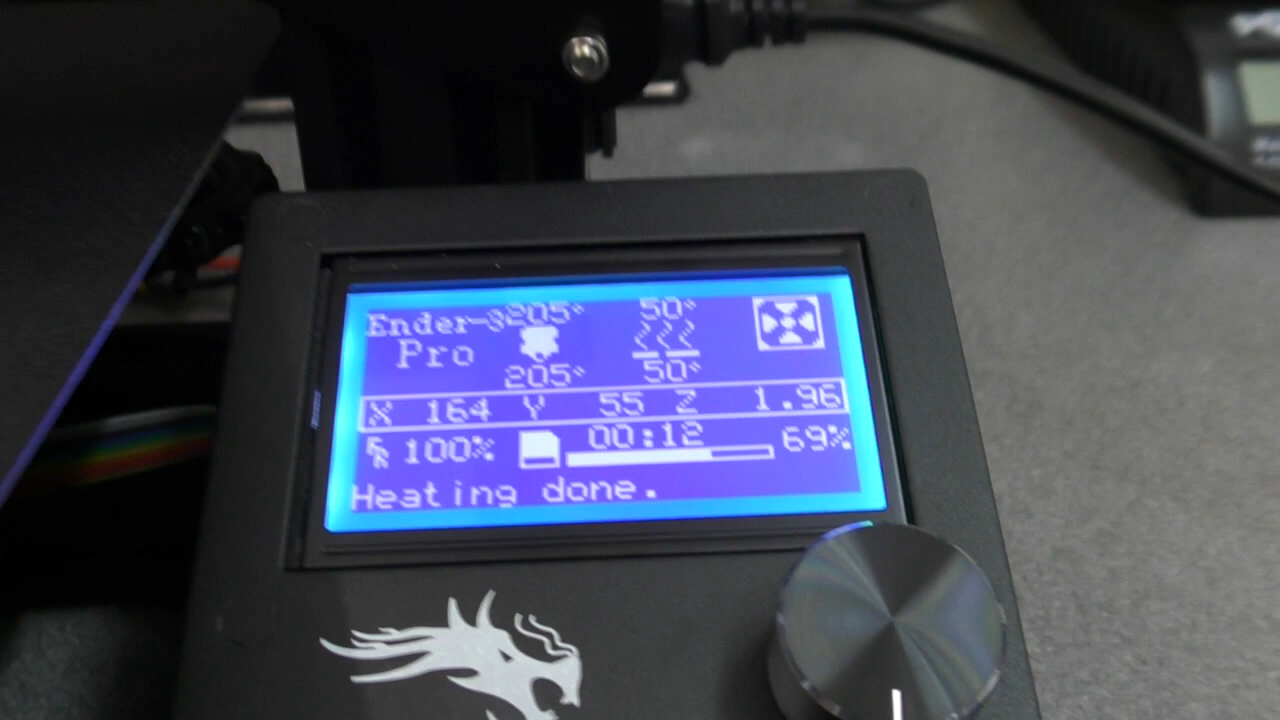 Ender-3 205° 50°
Pro
205° 50°
X 164 Y 55 Z 1.96
100% 00:12 69%
Heating done.